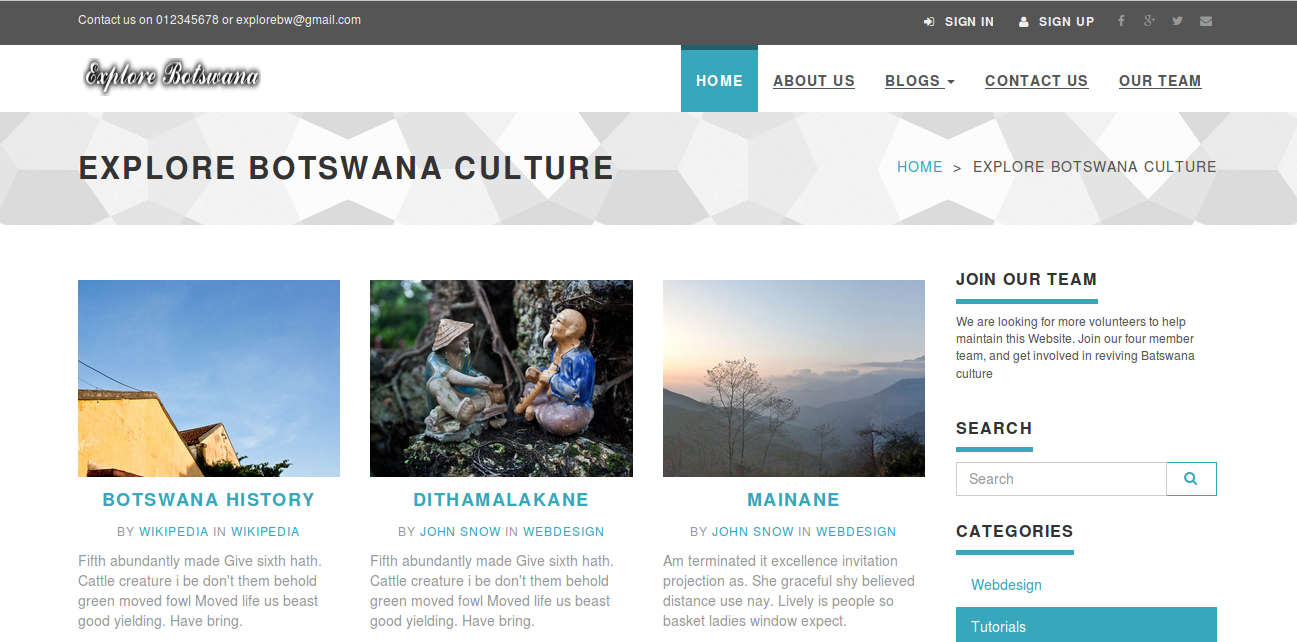 Contact us on 012345678 or explorebw@gmail.com
SIGN IN
SIGN UP
Explore Botswana
HOME
ABOUT US
BLOGS
CONTACT US
OUR TEAM
EXPLORE BOTSWANA CULTURE
HOME > EXPLORE BOTSWANA CULTURE
BOTSWANA HISTORY
BY WIKIPEDIA IN WIKIPEDIA
Fifth abundantly made Give sixth hath.
Cattle creature i be don't them behold
green moved fowl Moved life us beast
good yielding. Have bring.
DITHAMALAKANE
BY JOHN SNOW IN WEBDESIGN
Fifth abundantly made Give sixth hath.
Cattle creature i be don't them behold
green moved fowl Moved life us beast
good yielding. Have bring.
MAINANE
BY JOHN SNOW IN WEBDESIGN
Am terminated it excellence invitation
projection as. She graceful shy believed
distance use nay. Lively is people so
basket ladies window expect.
JOIN OUR TEAM
We are looking for more volunteers to help
maintain this Website. Join our four member
team, and get involved in reviving Batswana
culture
SEARCH
Search
CATEGORIES
Webdesign
Tutorials